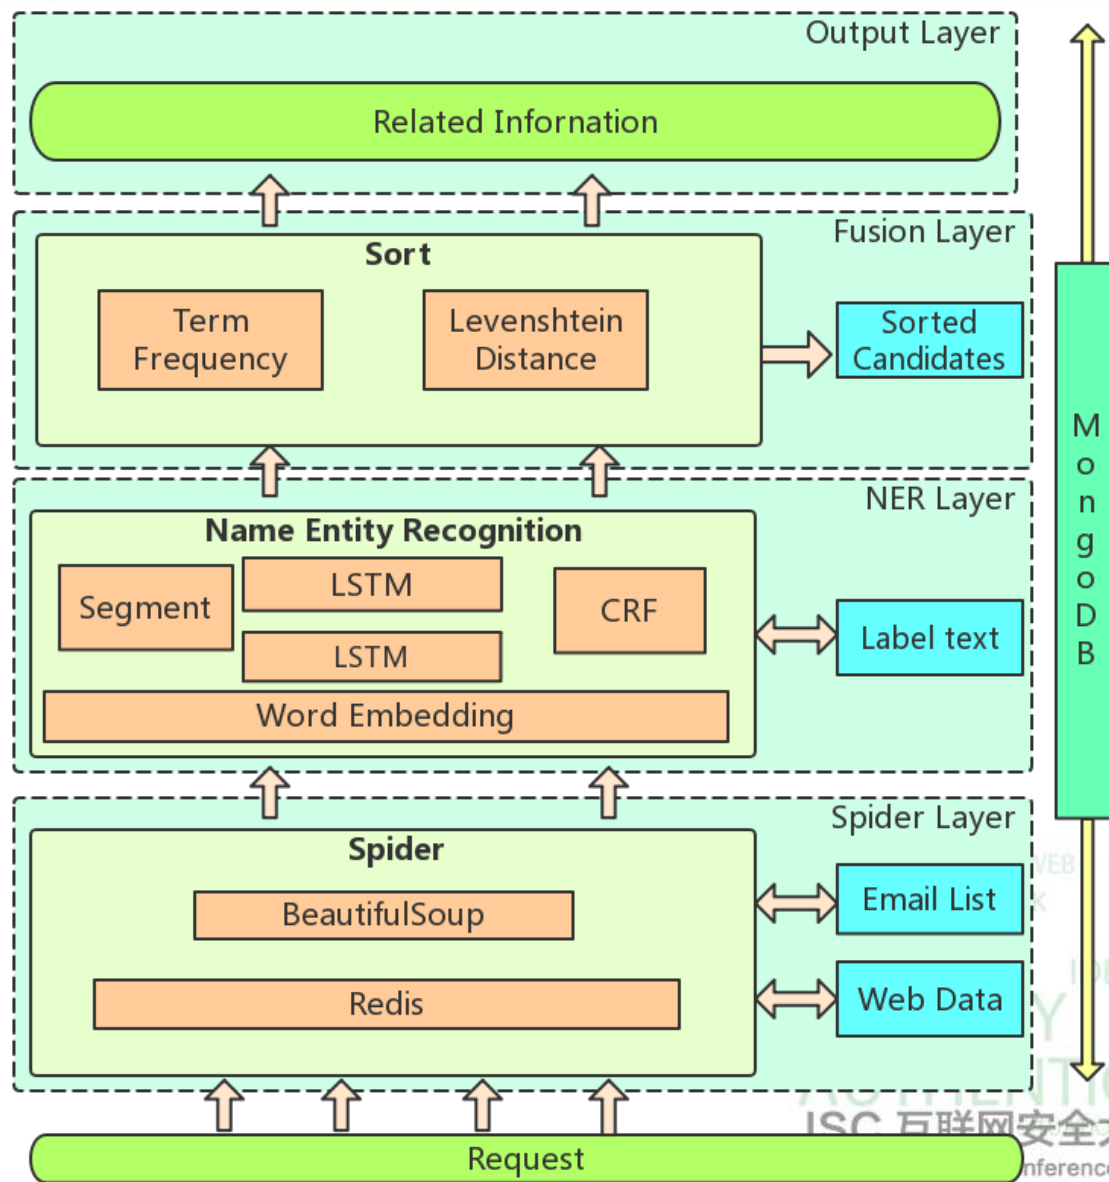 Output Layer
Related Infornation
Fusion Layer
Sort
Term
Frequency
Levenshtein
Distance
Sorted
Candidates
NER Layer
Name Entity Recognition
Segment
LSTM
LSTM
CRF
Word Embedding
Label text
Spider Layer
Spider
BeautifulSoup
Redis
Email List
Web Data
MongoDB
WEB
ISC 互联网安全
Request